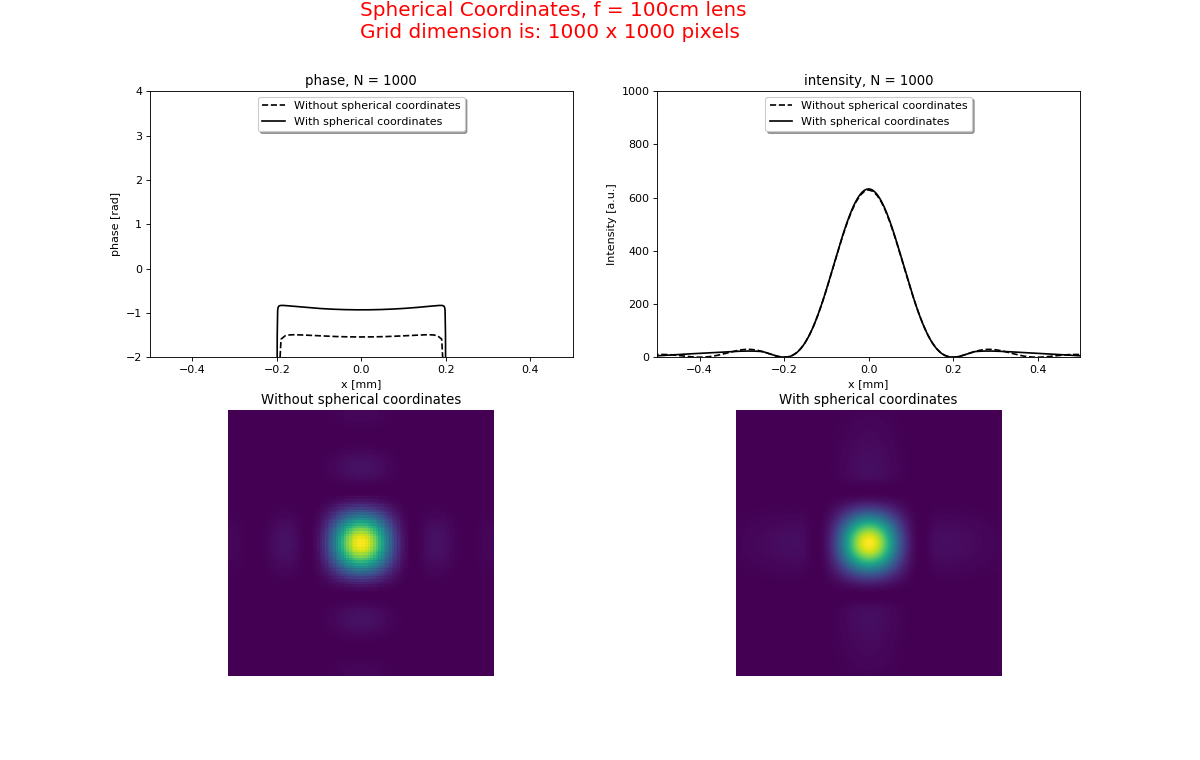 Spherical Coordinates, f = 100cm lens
Grid dimension is: 1000 x 1000 pixels
phase, N = 1000
4
3
2
1
0
−1
−2
phase [rad]
Without spherical coordinates
With spherical coordinates
−0.4
−0.2
0.0
0.2
0.4
x [mm]
intensity, N = 1000
1000
800
600
400
200
0
Intensity [a.u.]
Without spherical coordinates
With spherical coordinates
−0.4
−0.2
0.0
0.2
0.4
x [mm]
Without spherical coordinates
With spherical coordinates